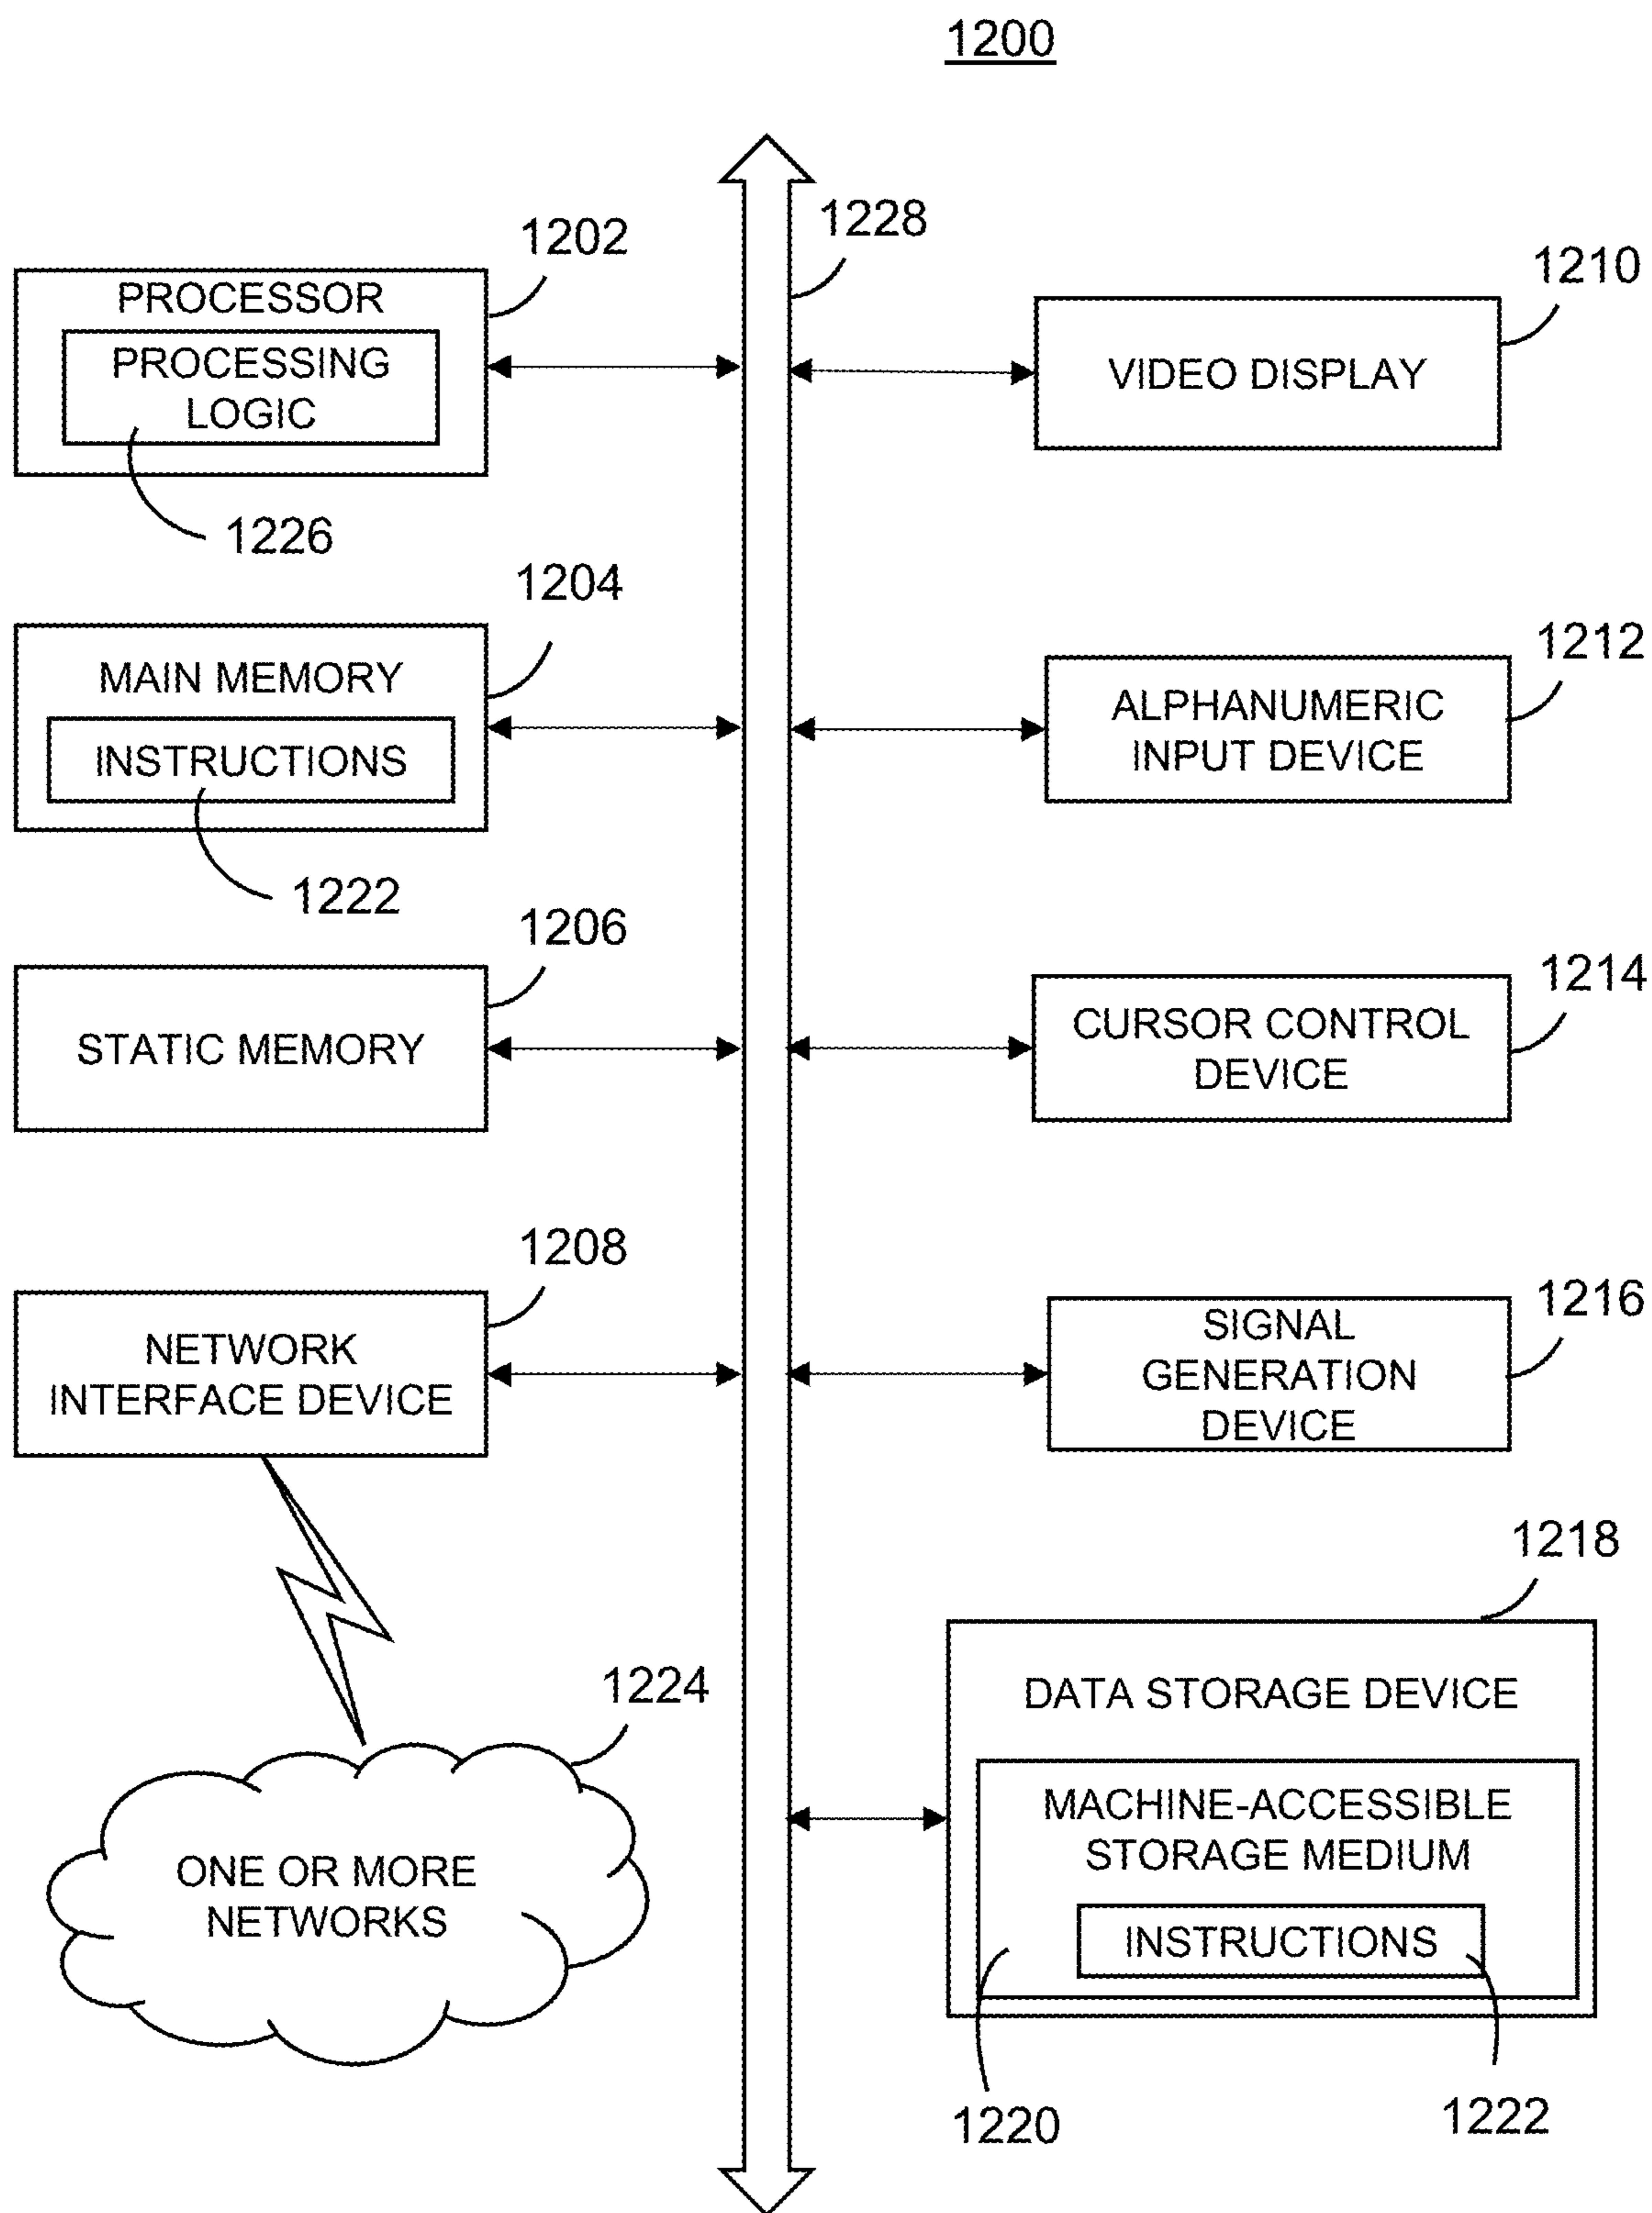 1200
1228
1202
PROCESSOR
PROCESSING
LOGIC
1226
1204
MAIN MEMORY
INSTRUCTIONS
1222
1206
STATIC MEMORY
1208
NETWORK
INTERFACE DEVICE
1224
ONE OR MORE
NETWORKS
1210
VIDEO DISPLAY
1212
ALPHANUMERIC
INPUT DEVICE
1214
CURSOR CONTROL
DEVICE
1216
SIGNAL
GENERATION
DEVICE
1218
DATA STORAGE DEVICE
MACHINE-ACCESSIBLE
STORAGE MEDIUM
INSTRUCTIONS
1220
1222